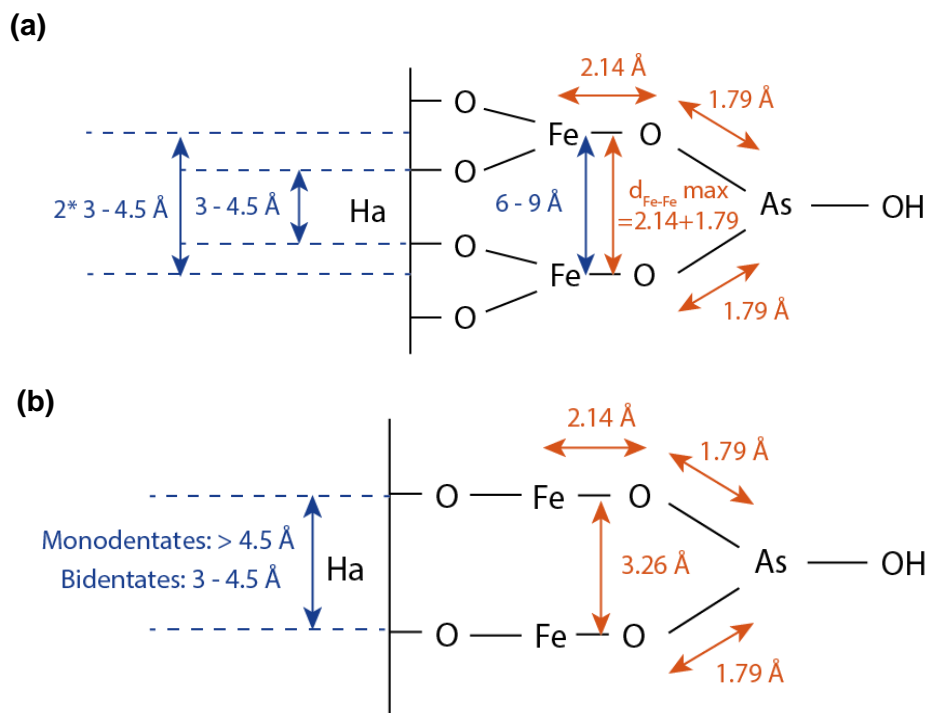 (a)
2.14 Å
O
1.79 Å
Fe
O
2* 3 - 4.5 Å
3 - 4.5 Å
Ha
O
6 - 9 Å
dFe-Fe max
=2.14+1.79
As
OH
O
Fe
O
O
1.79 Å
(b)
2.14 Å
1.79 Å
O
Fe
O
Monodentates: > 4.5 Å
Bidentates: 3 - 4.5 Å
Ha
3.26 Å
As
OH
O
Fe
O
1.79 Å